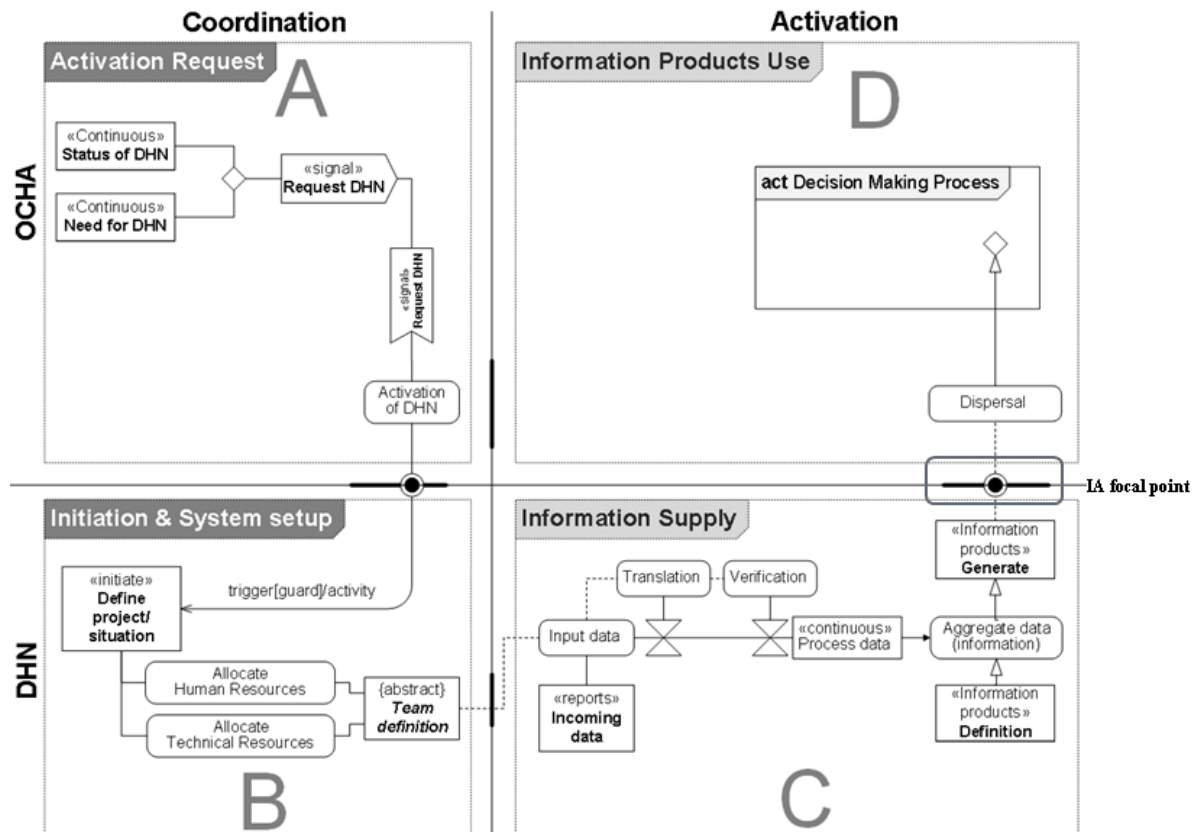 Coordination
Activation
OCHA
DHN
Activation Request
A
«Continuous»
Status of DHN
«Continuous»
Need for DHN
«signal»
Request DHN
«signal»
Request DHN
Activation
of DHN
Information Products Use
D
act Decision Making Process
Dispersal
IA focal point
Initiation & System setup
«initiate»
Define
project/
situation
trigger[guard]/activity
Allocate
Human Resources
Allocate
Technical Resources
{abstract}
Team
definition
B
Information Supply
Translation
Verification
Input data
«continuous»
Process data
«reports»
Incoming
data
«Information
products»
Generate
Aggregate data
(information)
«Information
products»
Definition
C